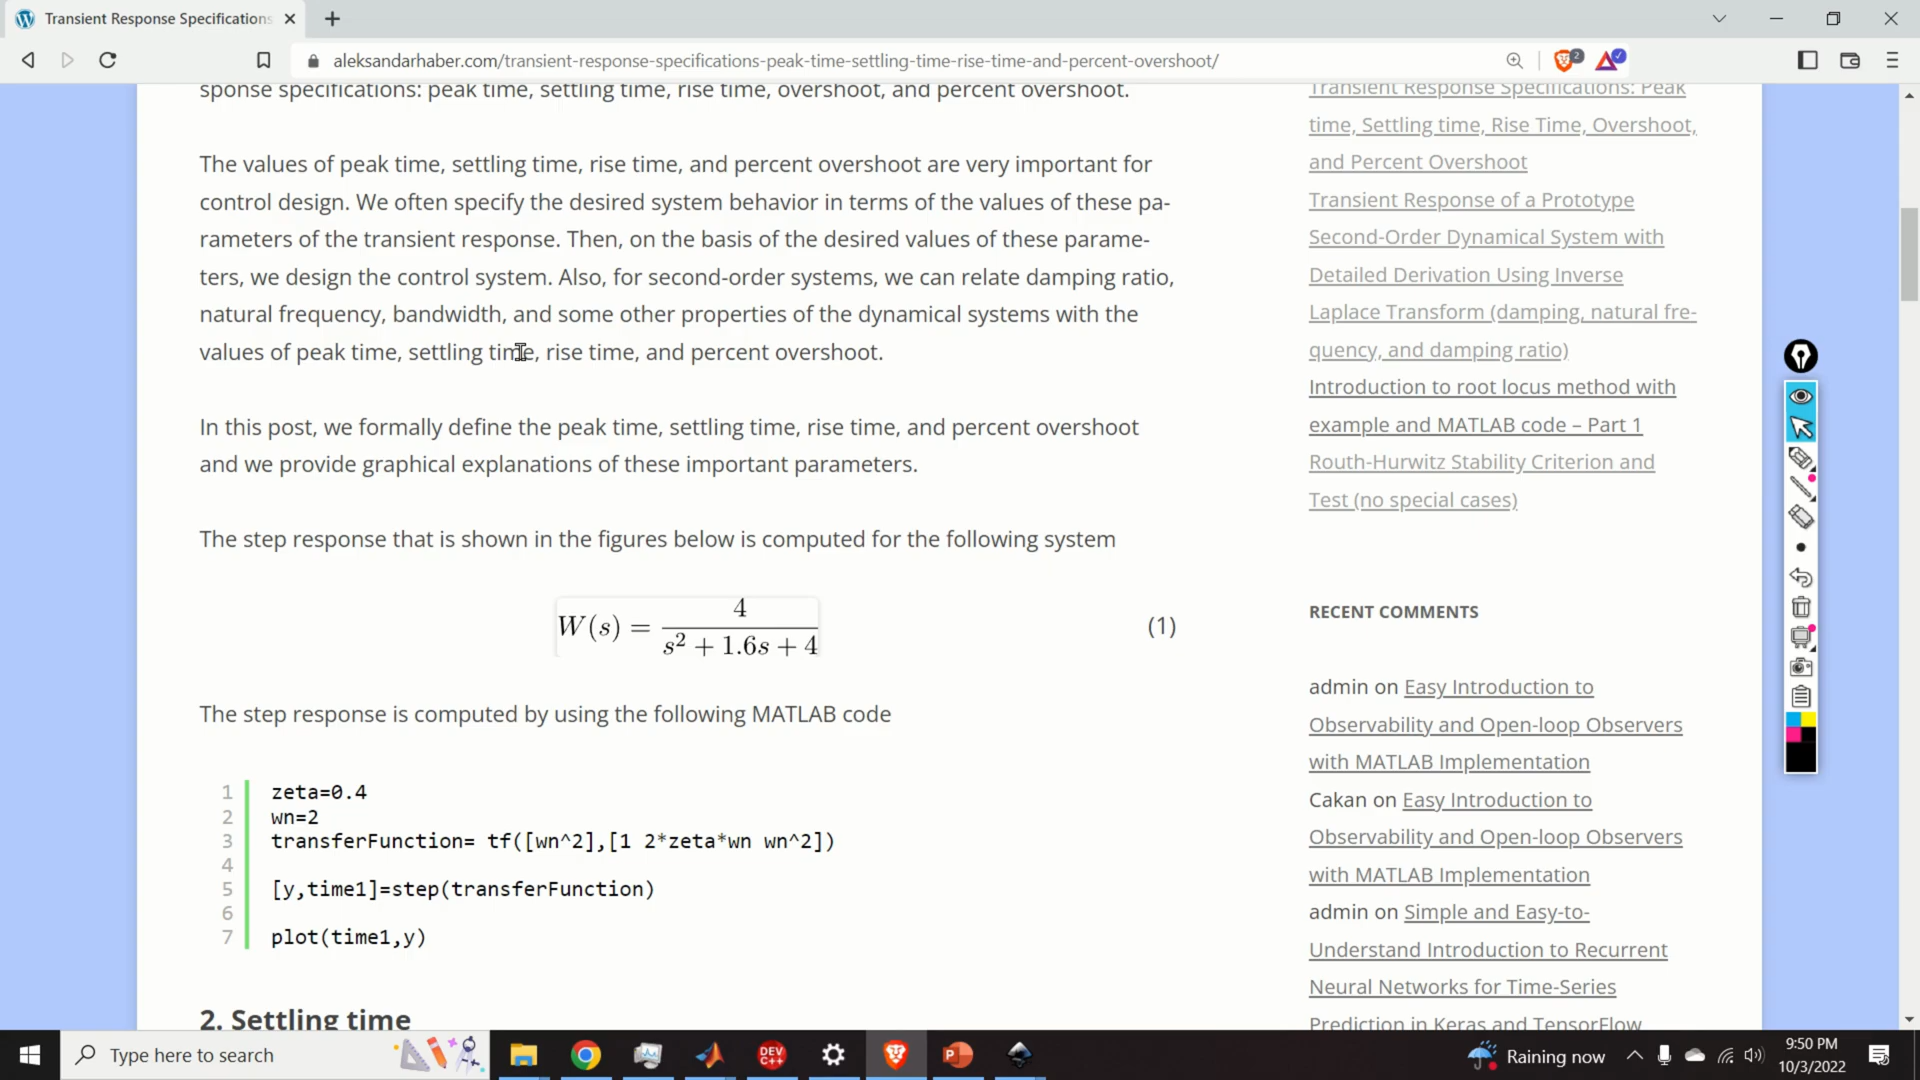 Transient Response Specifications
aleksandarhaber.com/transient-response-specifications-peak-time-settling-time-rise-time-and-percent-overshoot/
2
sponse specifications: peak time, settling time, rise time, overshoot, and percent overshoot.
The values of peak time, settling time, rise time, and percent overshoot are very important for
control design. We often specify the desired system behavior in terms of the values of these pa-
rameters of the transient response. Then, on the basis of the desired values of these parame-
ters, we design the control system. Also, for second-order systems, we can relate damping ratio,
natural frequency, bandwidth, and some other properties of the dynamical systems with the
values of peak time, settling time, rise time, and percent overshoot.
In this post, we formally define the peak time, settling time, rise time, and percent overshoot
and we provide graphical explanations of these important parameters.
The step response that is shown in the figures below is computed for the following system
W(s) = 4 / (s² + 1.6s + 4) (1)
The step response is computed by using the following MATLAB code
1 zeta=0.4
2 wn=2
3 transferFunction= tf([wn^2],[1 2*zeta*wn wn^2])
4
5 [y,time1]=step(transferFunction)
6
7 plot(time1,y)
2. Settling time
Transient Response Specifications: Peak
time, Settling time, Rise Time, Overshoot,
and Percent Overshoot
Transient Response of a Prototype
Second-Order Dynamical System with
Detailed Derivation Using Inverse
Laplace Transform (damping, natural fre-
quency, and damping ratio)
Introduction to root locus method with
example and MATLAB code – Part 1
Routh-Hurwitz Stability Criterion and
Test (no special cases)
RECENT COMMENTS
admin on Easy Introduction to
Observability and Open-loop Observers
with MATLAB Implementation
Cakan on Easy Introduction to
Observability and Open-loop Observers
with MATLAB Implementation
admin on Simple and Easy-to-
Understand Introduction to Recurrent
Neural Networks for Time-Series
Prediction in Keras and TensorFlow
Type here to search
DEV
C++
P
Raining now
9:50 PM
10/3/2022